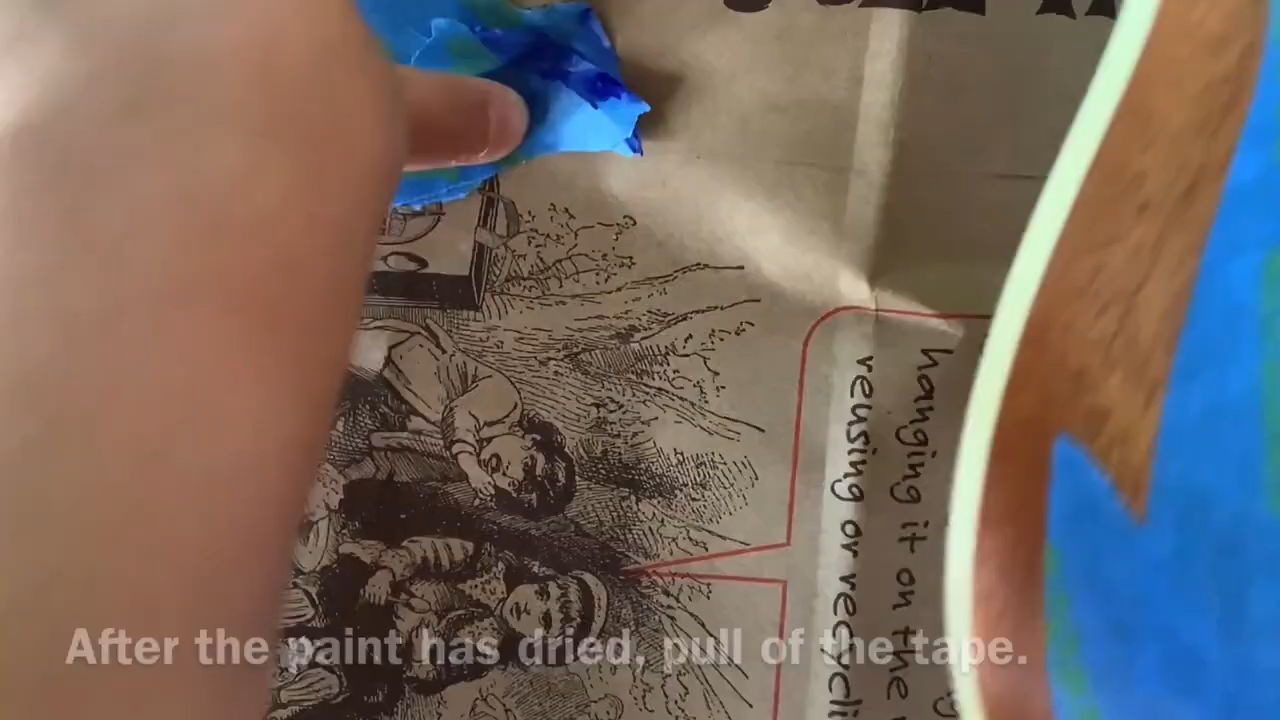 hanging it on the
reusing or recycli
After the paint has dried, pull of the tape.